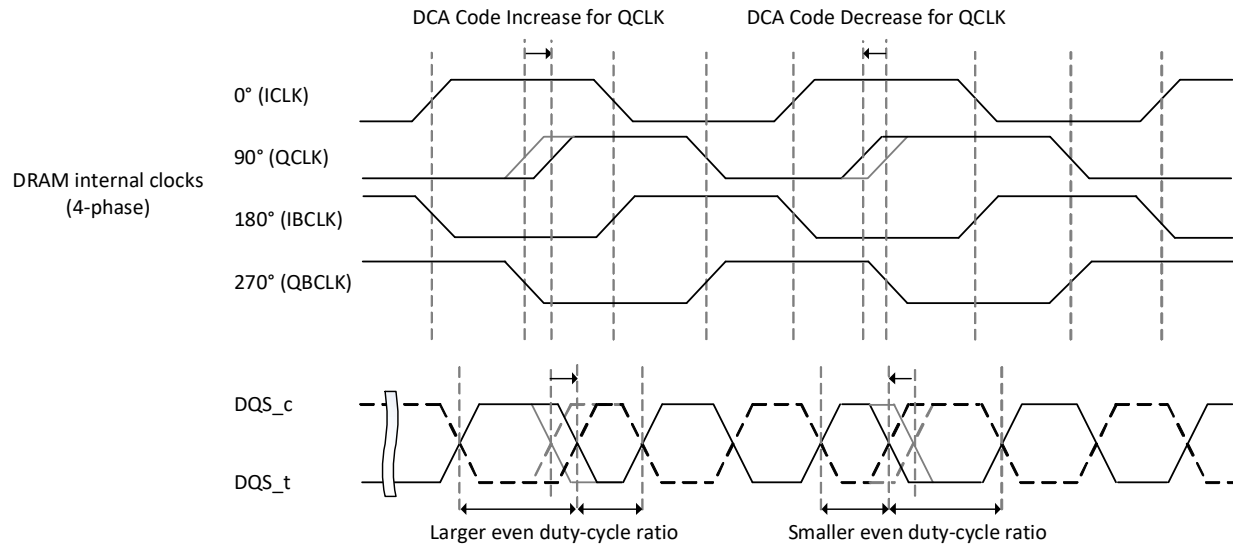 DCA Code Increase for QCLK
DCA Code Decrease for QCLK
0° (ICLK)
90° (QCLK)
DRAM internal clocks
(4-phase)
180° (IBCLK)
270° (QBCLK)
DQS_c
DQS_t
Larger even duty-cycle ratio
Smaller even duty-cycle ratio